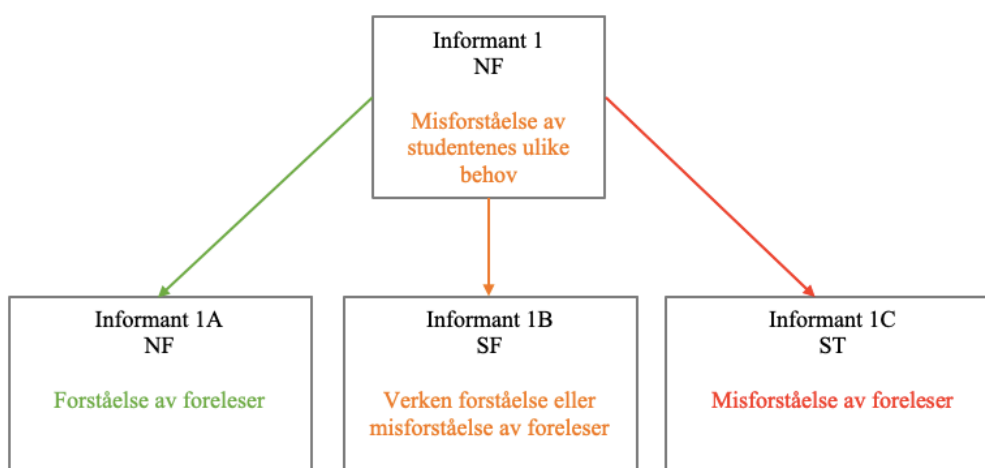 Informant 1
NF
Misforståelse av
studentenes ulike
behov
Informant 1A
NF
Forståelse av foreleser
Informant 1B
SF
Verken forståelse eller
misforståelse av foreleser
Informant 1C
ST
Misforståelse av foreleser